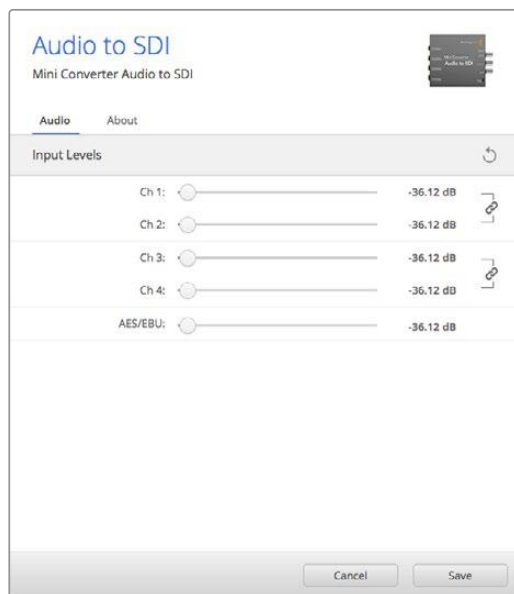 Audio to SDI
Mini Converter Audio to SDI
Audio About
Input Levels
Ch 1: -36.12 dB
Ch 2: -36.12 dB
Ch 3: -36.12 dB
Ch 4: -36.12 dB
AES/EBU: -36.12 dB
Cancel Save